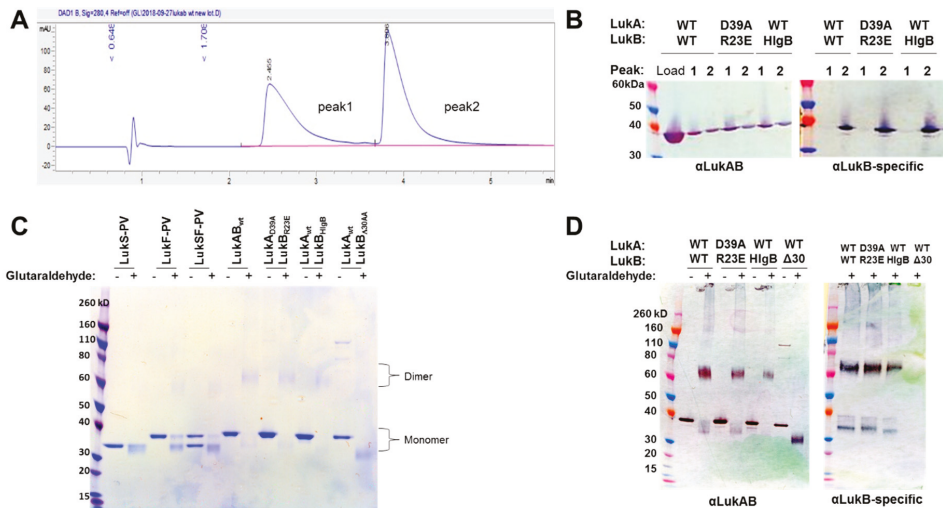 A
DAD1 B, Sig=280,4 Ref=off (GL\2018-09-27\lukab wt new lot.D)
mAU
100
80
60
40
20
0
-20
0.648
1.708
2.455
peak1
peak2
1
2
3
4
5
min
B
LukA: WT D39A WT WT D39A WT
LukB: WT R23E HlgB WT R23E HlgB
Peak: Load 1 2 1 2 1 2 1 2 1 2 1 2
60kDa
50
40
30
60
50
40
30
αLukAB
αLukB-specific
C
LukS-PV
LukF-PV
LukSF-PV
LukABwt
LukAD39A
LukBR23E
LukAwt
LukBHlgB
LukAwt
LukBΔ30AA
Glutaraldehyde: - + - + - + - + - + - + - +
260 kD
160
110
80
60
50
40
30
20
15
Dimer
Monomer
D
LukA: WT D39A WT WT
LukB: WT R23E HlgB Δ30
WT D39A WT WT
WT R23E HlgB Δ30
Glutaraldehyde: - + - + - + - + + + + +
260 kD
160
110
80
60
50
40
30
20
15
αLukAB
αLukB-specific